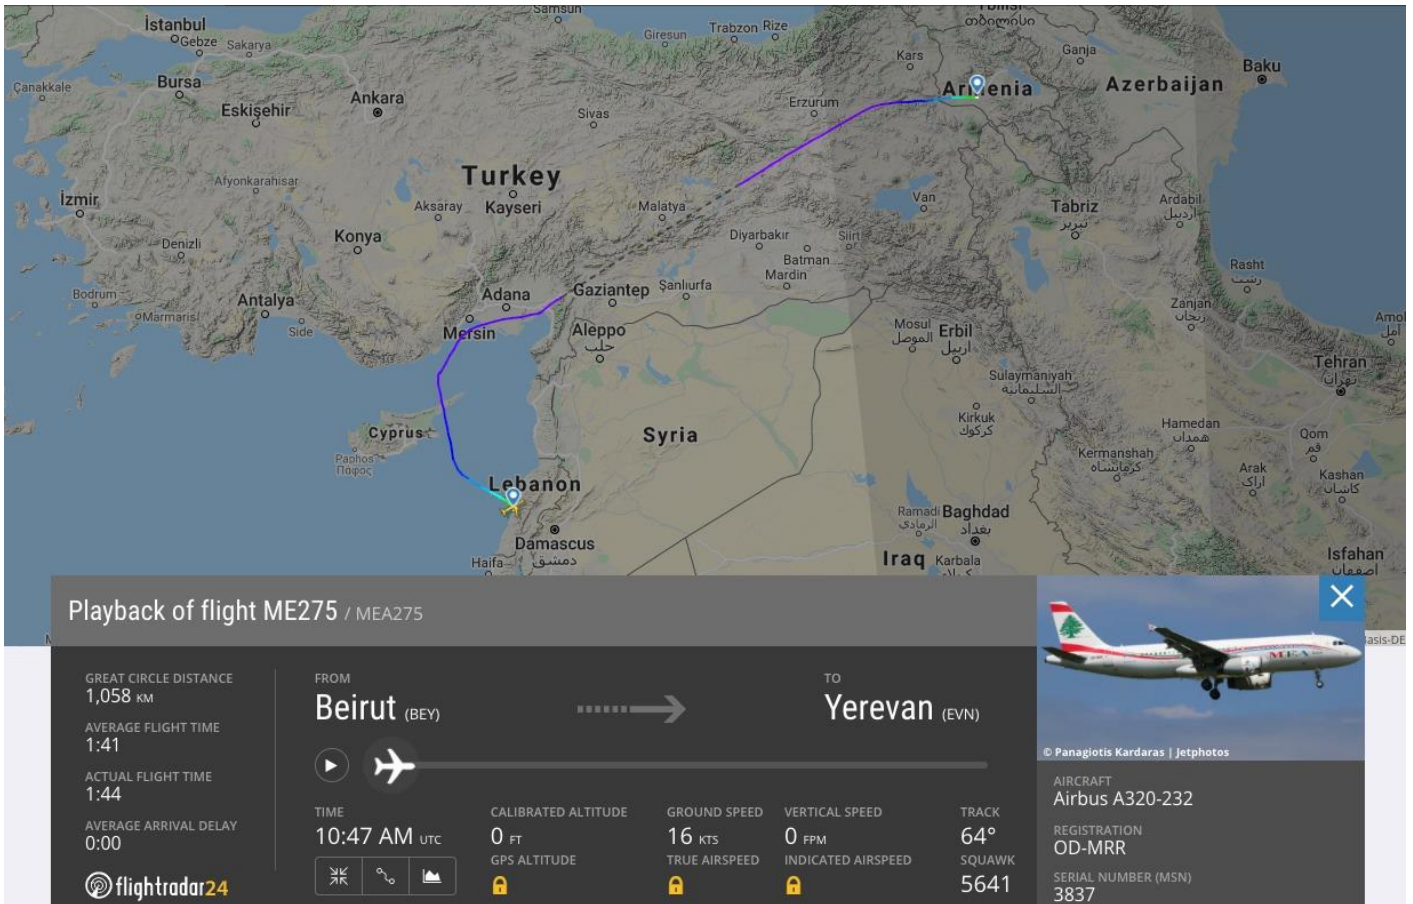 Samsun
თბილისი
İstanbul
Gebze
Sakarya
Giresun
Trabzon
Rize
Kars
Ganja
Baku
Çanakkale
Bursa
Eskişehir
Ankara
Sivas
Erzurum
Armenia
Azerbaijan
Turkey
Afyonkarahisar
İzmir
Aksaray
Kayseri
Malatya
Van
Tabriz
تبریز
Ardabil
اردبیل
Denizli
Konya
Diyarbakır
Siirt
Batman
Mardin
Rasht
رشت
Bodrum
Marmaris
Antalya
Side
Adana
Mersin
Gaziantep
Şanlıurfa
Zanjan
زنجان
Aleppo
حلب
Mosul
الموصل
Erbil
اربيل
Amol
آمل
Sulaymaniyah
السليمانية
Tehran
تهران
Cyprus
Paphos
Πάφος
Syria
Kirkuk
كركوك
Hamedan
همدان
Qom
قم
Kermanshah
کرمانشاه
Arak
اراک
Kashan
کاشان
Lebanon
Damascus
دمشق
Haifa
Ramadi
الرمادي
Baghdad
بغداد
Iraq
Karbala
كربلاء
Isfahan
اصفهان
Playback of flight ME275 / MEA275
asis-DE
GREAT CIRCLE DISTANCE
1,058 KM
AVERAGE FLIGHT TIME
1:41
ACTUAL FLIGHT TIME
1:44
AVERAGE ARRIVAL DELAY
0:00
flightradar24
FROM
Beirut (BEY)
TO
Yerevan (EVN)
TIME
10:47 AM UTC
CALIBRATED ALTITUDE
0 FT
GPS ALTITUDE
GROUND SPEED
16 KTS
TRUE AIRSPEED
VERTICAL SPEED
0 FPM
INDICATED AIRSPEED
TRACK
64°
SQUAWK
5641
MEA
© Panagiotis Kardaras | Jetphotos
AIRCRAFT
Airbus A320-232
REGISTRATION
OD-MRR
SERIAL NUMBER (MSN)
3837